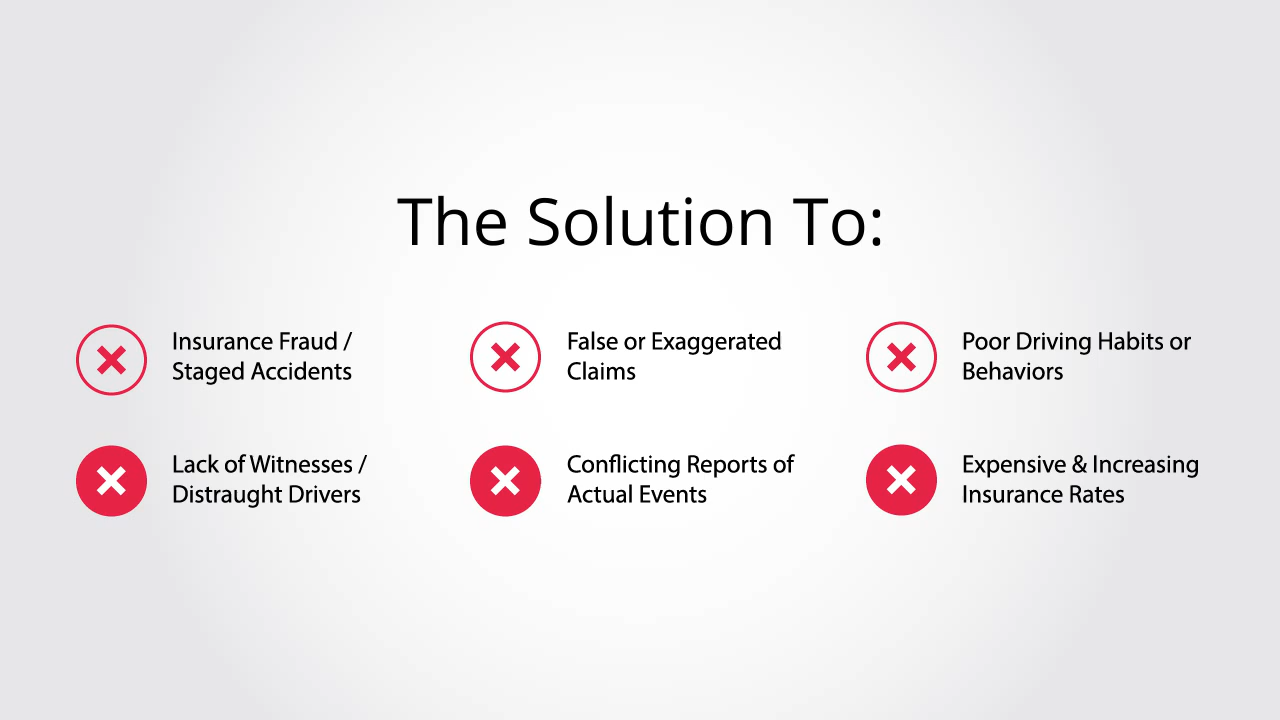 The Solution To:
Insurance Fraud /
Staged Accidents
False or Exaggerated
Claims
Poor Driving Habits or
Behaviors
Lack of Witnesses /
Distraught Drivers
Conflicting Reports of
Actual Events
Expensive & Increasing
Insurance Rates